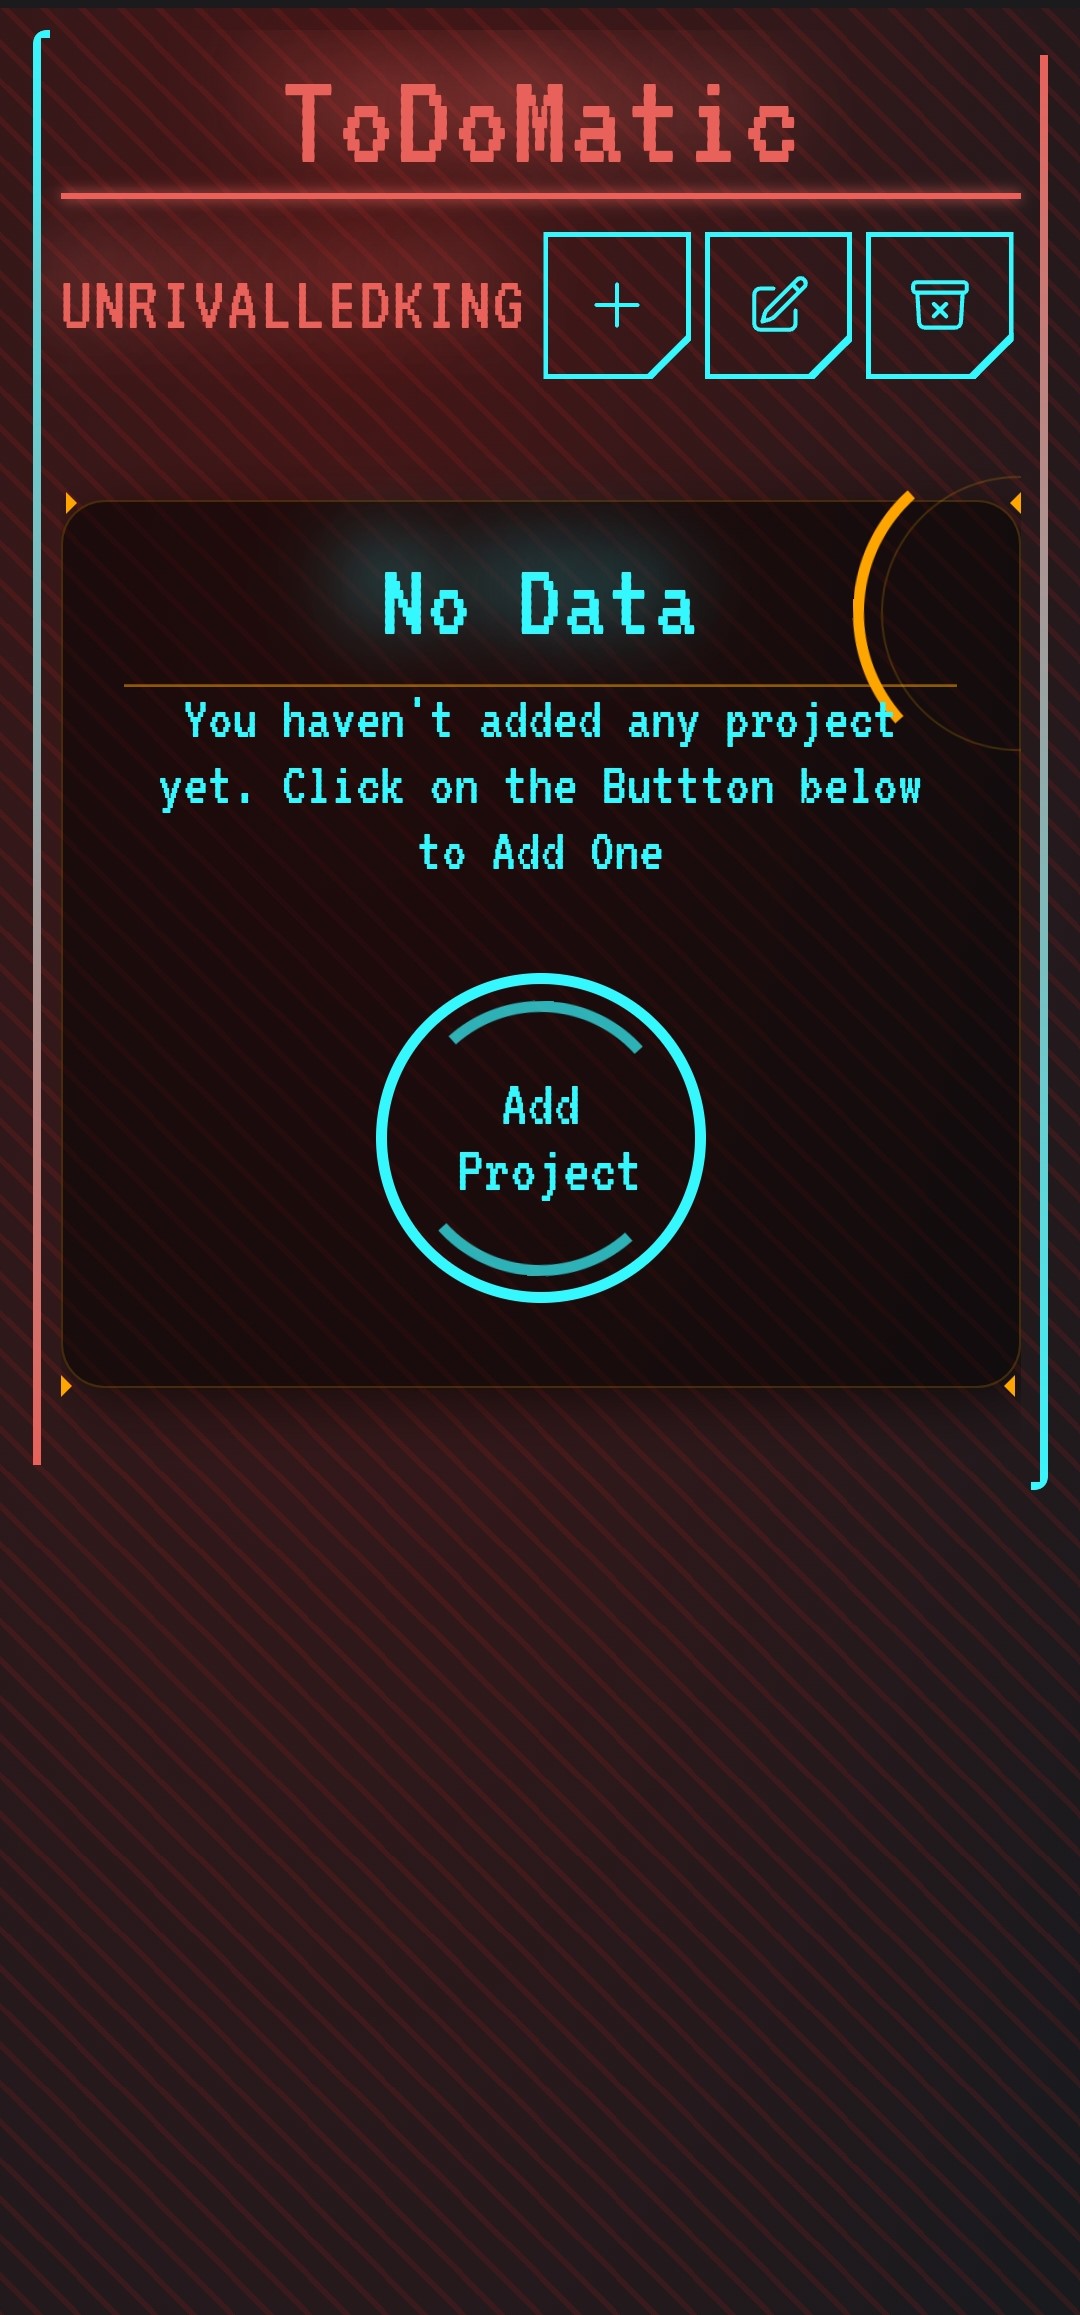 ToDoMatic
UNRIVALLEDKING
No Data
You haven't added any project
yet. Click on the Buttton below
to Add One
Add
Project